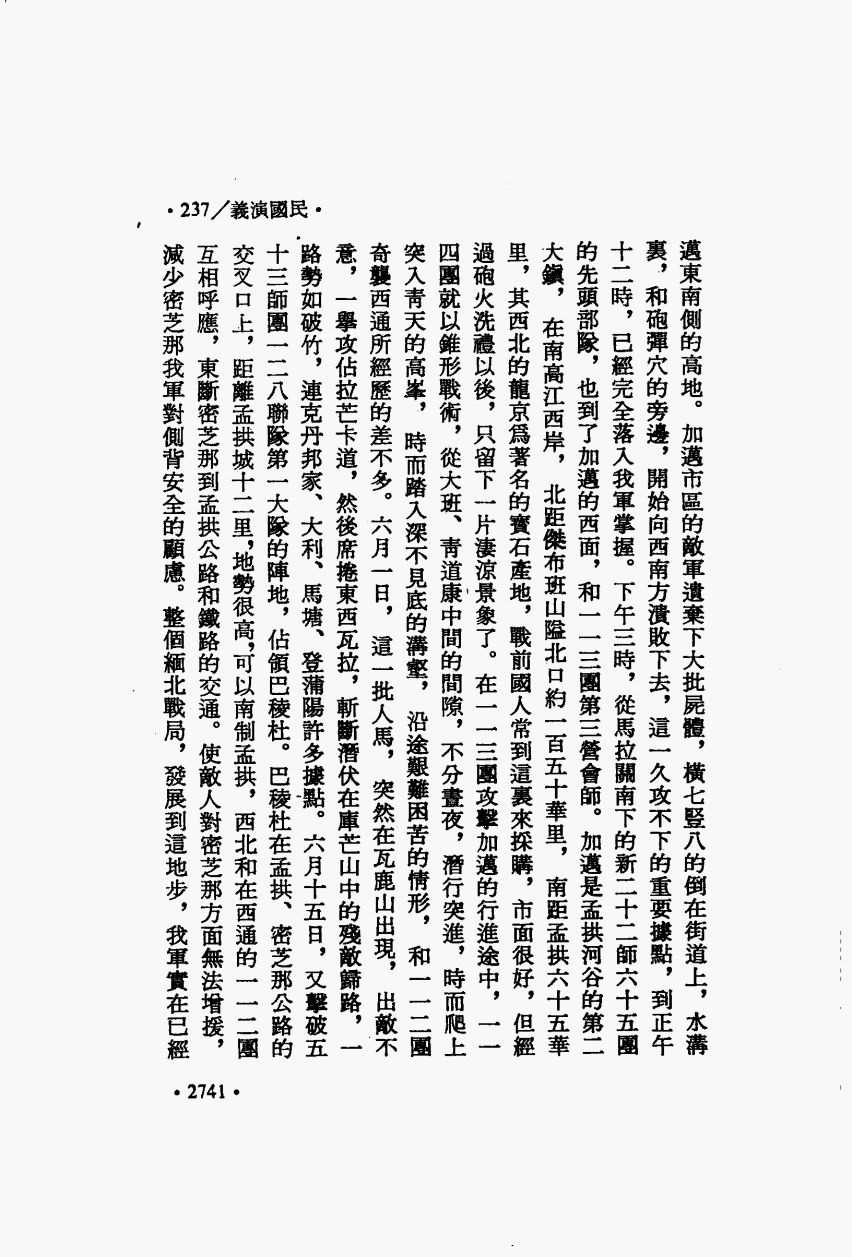 •民國演義/237•
邁東南側的高地。加邁市區的敵軍遺棄下大批屍體，橫七豎八的倒在街道上，水溝
裏，和砲彈穴的旁邊，開始向西南方潰敗下去，這一久攻不下的重要據點，到正午
十二時，已經完全落入我軍掌握。下午三時，從馬拉關南下的新二十二師六十五團
的先頭部隊，也到了加邁的西面，和一一三團第三營會師。加邁是孟拱河谷的第二
大鎭，在南高江西岸，北距傑布班山隘北口約一百五十華里，南距孟拱六十五華
里，其西北的龍京爲著名的寶石產地，戰前國人常到這裏來採購，市面很好，但經
過砲火洗禮以後，只留下一片淒涼景象了。在一一三團攻擊加邁的行進途中，一一
四團就以錐形戰術，從大班、靑道康中間的間隙，不分晝夜，潛行突進，時而爬上
突入靑天的高峯，時而踏入深不見底的溝壑，沿途艱難困苦的情形，和一一二團
奇襲西通所經歷的差不多。六月一日，這一批人馬，突然在瓦鹿山出現，出敵不
意，一舉攻佔拉芒卡道，然後席捲東西瓦拉，斬斷潛伏在庫芒山中的殘敵歸路，一
路勢如破竹，連克丹邦家、大利、馬塘、登蒲陽許多據點。六月十五日，又擊破五
十三師團一二八聯隊第一大隊的陣地，佔領巴稜杜。巴稜杜在孟拱、密芝那公路的
交叉口上，距離孟拱城十二里，地勢很高，可以南制孟拱，西北和在西通的一一二團
互相呼應，東斷密芝那到孟拱公路和鐵路的交通。使敵人對密芝那方面無法增援，
減少密芝那我軍對側背安全的顧慮。整個緬北戰局，發展到這地步，我軍實在已經
•2741•